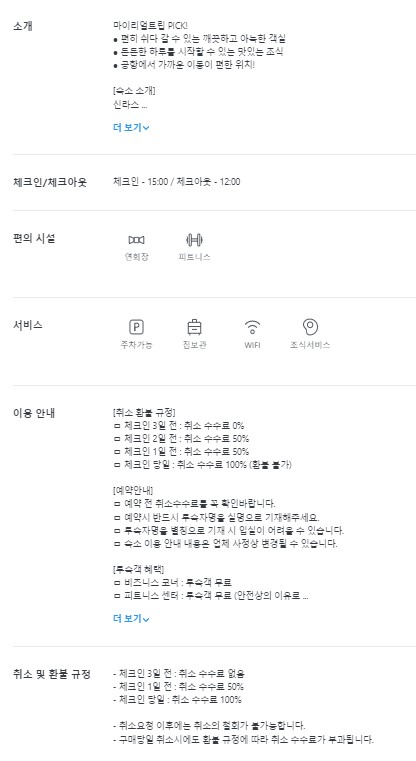 소개
마이리얼트립 PICK!
● 편히 쉬다 갈 수 있는 깨끗하고 아늑한 객실
● 든든한 하루를 시작할 수 있는 맛있는 조식
● 공항에서 가까운 이동이 편한 위치!
[숙소 소개]
신라스 ...
더 보기
체크인/체크아웃
체크인 - 15:00 / 체크아웃 - 12:00
편의 시설
연회장
피트니스
서비스
주차가능
짐보관
WIFI
조식서비스
이용 안내
[취소 환불 규정]
ㅁ 체크인 3일 전 : 취소 수수료 0%
ㅁ 체크인 2일 전 : 취소 수수료 50%
ㅁ 체크인 1일 전 : 취소 수수료 50%
ㅁ 체크인 당일 : 취소 수수료 100% (환불 불가)
[예약안내]
ㅁ 예약 전 취소수수료를 꼭 확인바랍니다.
ㅁ 예약시 반드시 투숙자명을 실명으로 기재해주세요.
ㅁ 투숙자명을 별칭으로 기재 시 입실이 어려울 수 있습니다.
ㅁ 숙소 이용 안내 내용은 업체 사정상 변경될 수 있습니다.
[투숙객 혜택]
ㅁ 비즈니스 코너 : 투숙객 무료
ㅁ 피트니스 센터 : 투숙객 무료 (안전상의 이유로 ...
더 보기
취소 및 환불 규정
- 체크인 3일 전 : 취소 수수료 없음
- 체크인 1일 전 : 취소 수수료 50%
- 체크인 당일 : 취소 수수료 100%
- 취소요청 이후에는 취소의 철회가 불가능합니다.
- 구매당일 취소시에도 환불 규정에 따라 취소 수수료가 부과됩니다.